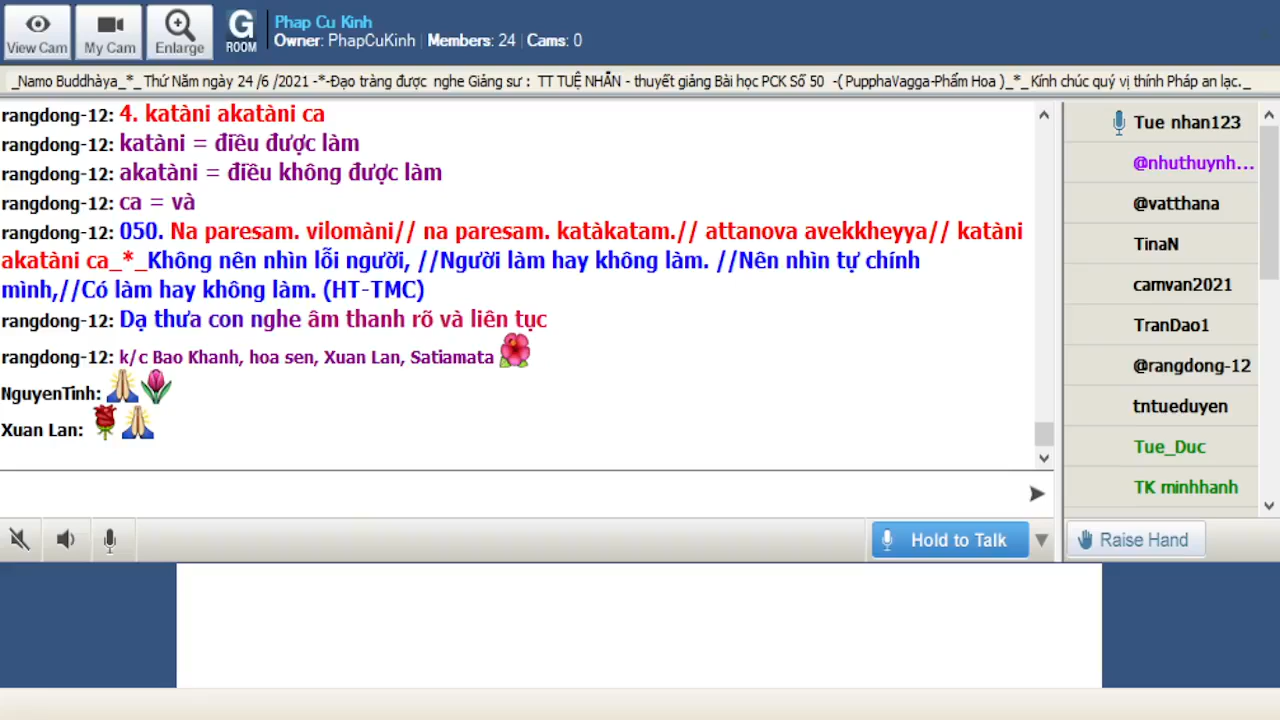 View Cam
My Cam
Enlarge
G
ROOM
Phap Cu Kinh
Owner: PhapCuKinh | Members: 24 | Cams: 0
_Namo Buddhàya_*_ Thứ Năm ngày 24 /6 /2021 -*-Đạo tràng được nghe Giảng sư : TT TUỆ NHẪN - thuyết giảng Bài học PCK Số 50 -( PupphaVagga-Phẩm Hoa )_*_Kính chúc quý vị thính Pháp an lạc._
rangdong-12: 4. katàni akatàni ca
rangdong-12: katàni = điều được làm
rangdong-12: akatàni = điều không được làm
rangdong-12: ca = và
rangdong-12: 050. Na paresam. vilomàni// na paresam. katàkatam.// attanova avekkheyya// katàni
akatàni ca_*_Không nên nhìn lỗi người, //Người làm hay không làm. //Nên nhìn tự chính
mình,//Có làm hay không làm. (HT-TMC)
rangdong-12: Dạ thưa con nghe âm thanh rõ và liên tục
rangdong-12: k/c Bao Khanh, hoa sen, Xuan Lan, Satiamata
NguyenTinh:
Xuan Lan:
Tue nhan123
@nhuthuynh...
@vatthana
TinaN
camvan2021
TranDao1
@rangdong-12
tntueduyen
Tue_Duc
TK minhhanh
Hold to Talk
Raise Hand